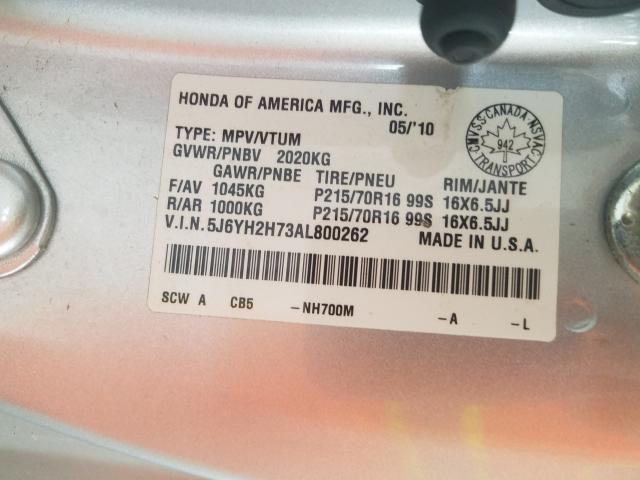 HONDA OF AMERICA MFG., INC.
05/'10
TYPE: MPV/VTUM
GVWR/PNBV 2020KG
GAWR/PNBE TIRE/PNEU RIM/JANTE
F/AV 1045KG P215/70R16 99S 16X6.5JJ
R/AR 1000KG P215/70R16 99S 16X6.5JJ
V.I.N. 5J6YH2H73AL800262 MADE IN U.S.A.
SCW A CB5 -NH700M -A -L
CMVSS-CANADA-NSVAC
942
TRANSPORT